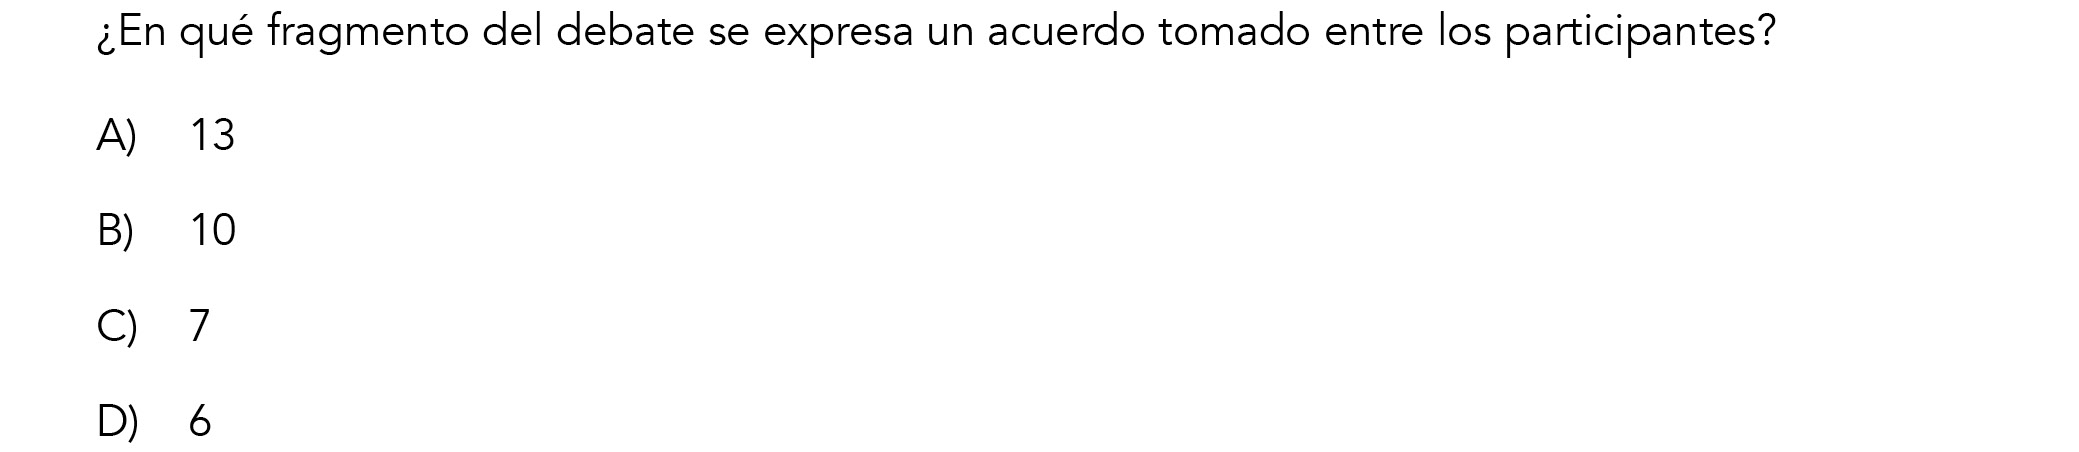 ¿En qué fragmento del debate se expresa un acuerdo tomado entre los participantes?
A) 13
B) 10
C) 7
D) 6